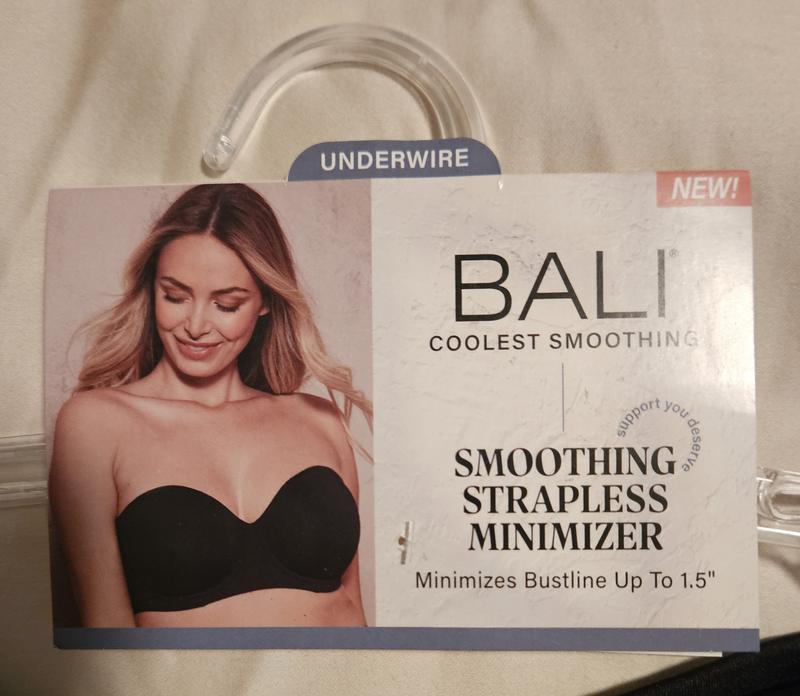 UNDERWIRE
NEW!
BALI®
COOLEST SMOOTHING
support you deserve
SMOOTHING
STRAPLESS
MINIMIZER
Minimizes Bustline Up To 1.5"